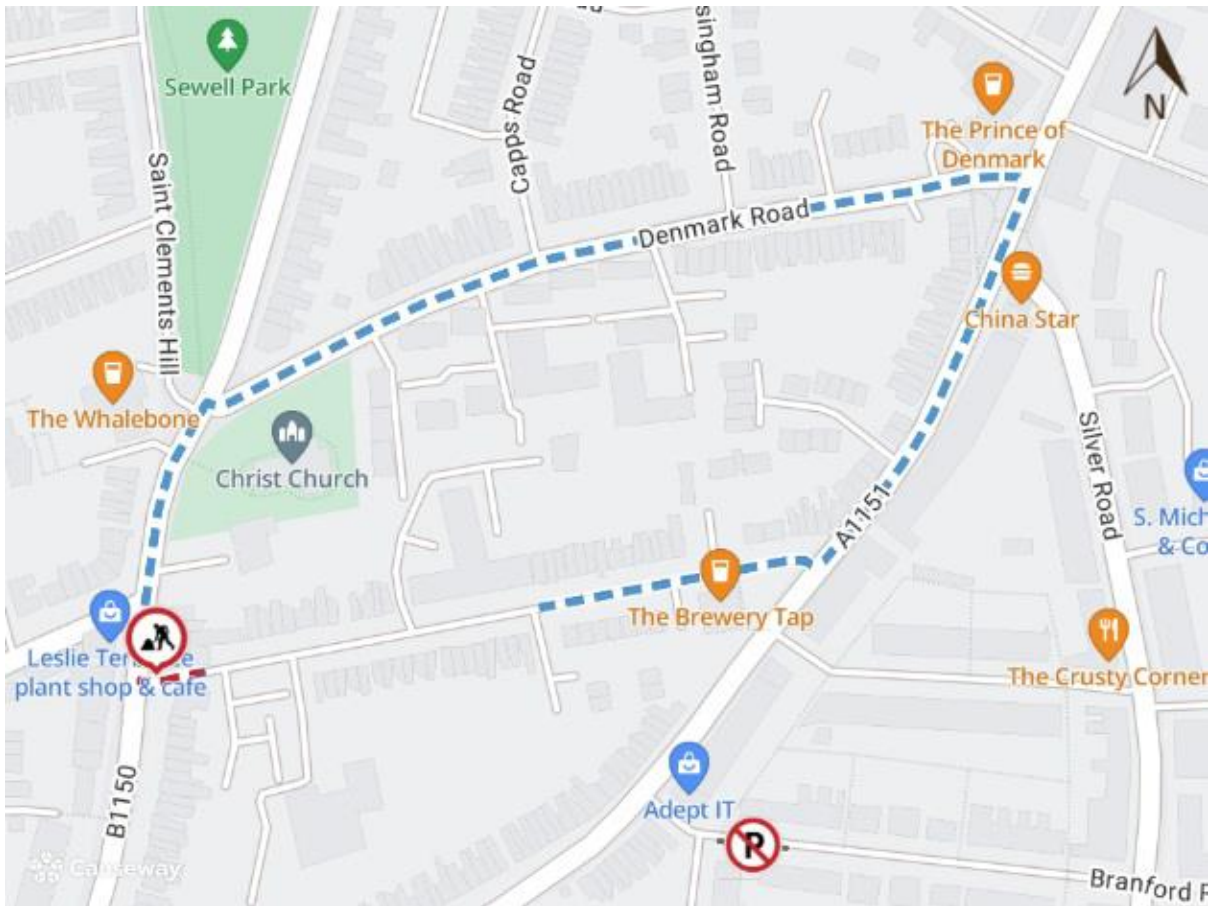 Sewell Park
Capps Road
singham Road
The Prince of
Denmark
N
Saint Clements Hill
Denmark Road
China Star
The Whalebone
Christ Church
Silver Road
A1151
S. Mich
& Co
The Brewery Tap
Leslie Ter e
plant shop & cafe
The Crusty Corner
B1150
Adept IT
P
Causeway
Branford R